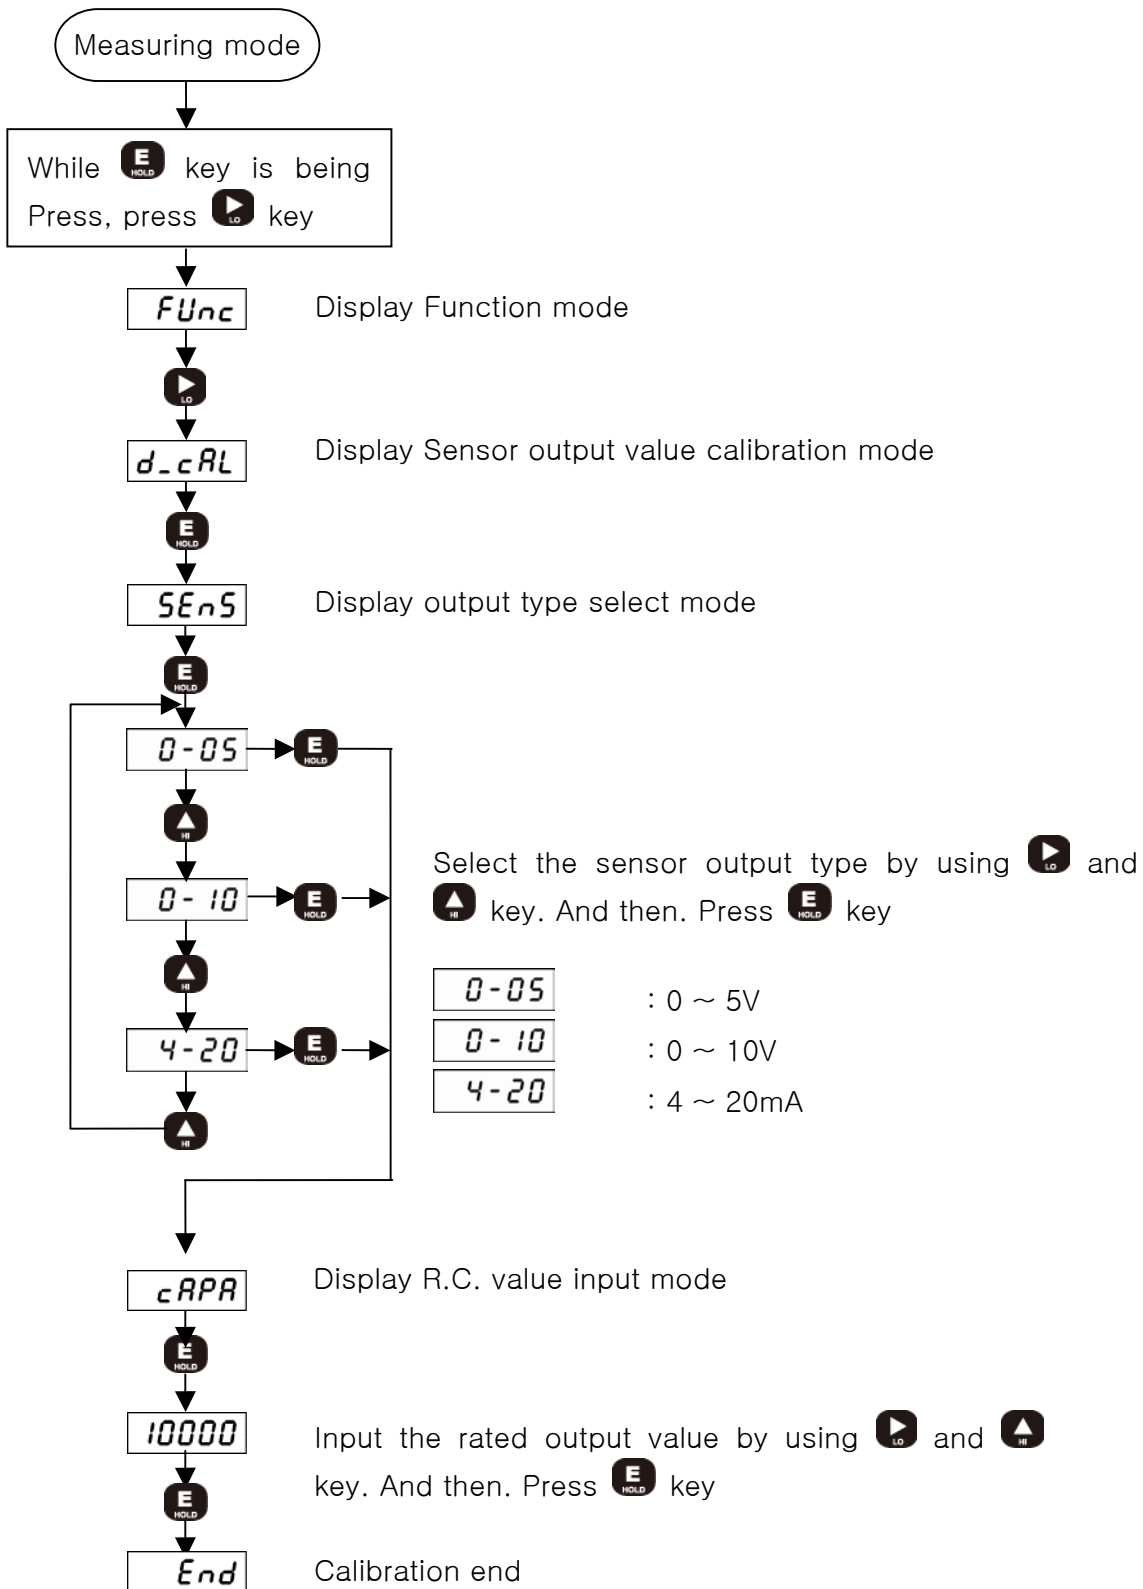 Measuring mode
While E HOLD key is being
Press, press LO key
FUnc Display Function mode
LO
d_cAL Display Sensor output value calibration mode
E HOLD
SEnS Display output type select mode
E HOLD
0-05 E HOLD
HI
0-10 E HOLD
Select the sensor output type by using LO and
HI key. And then. Press E HOLD key
HI
0-05 : 0 ~ 5V
0-10 : 0 ~ 10V
4-20 E HOLD
4-20 : 4 ~ 20mA
HI
cAPA Display R.C. value input mode
E HOLD
10000 Input the rated output value by using LO and HI
key. And then. Press E HOLD key
E HOLD
End Calibration end